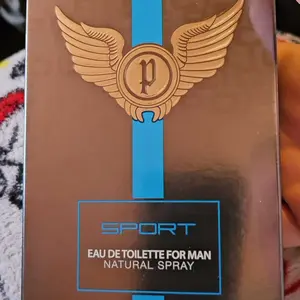 P
SPORT
EAU DE TOILETTE FOR MAN
NATURAL SPRAY